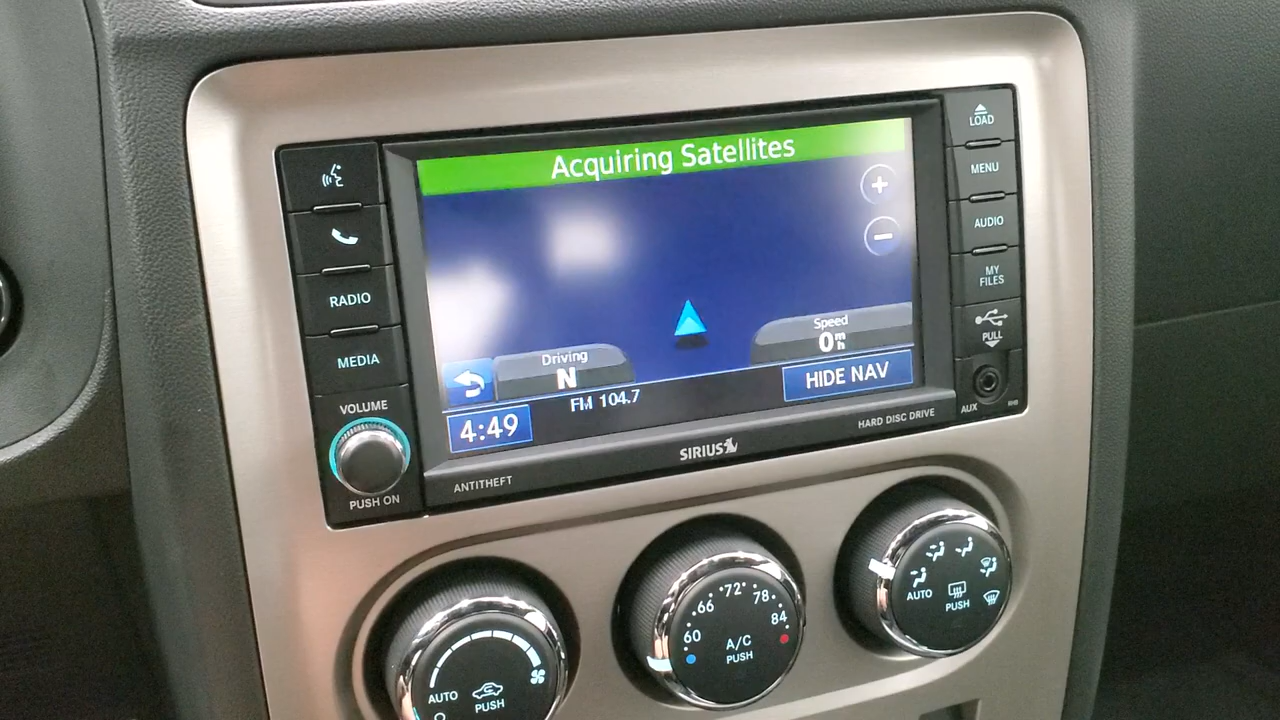 Acquiring Satellites
LOAD
MENU
AUDIO
MY
FILES
PULL
AUX
RADIO
MEDIA
VOLUME
PUSH ON
Driving
N
Speed
0mh
HIDE NAV
FM 104.7
4:49
SIRIUS
HARD DISC DRIVE
ANTITHEFT
AUTO
PUSH
60
66
72°
78
84
A/C
PUSH
AUTO
PUSH